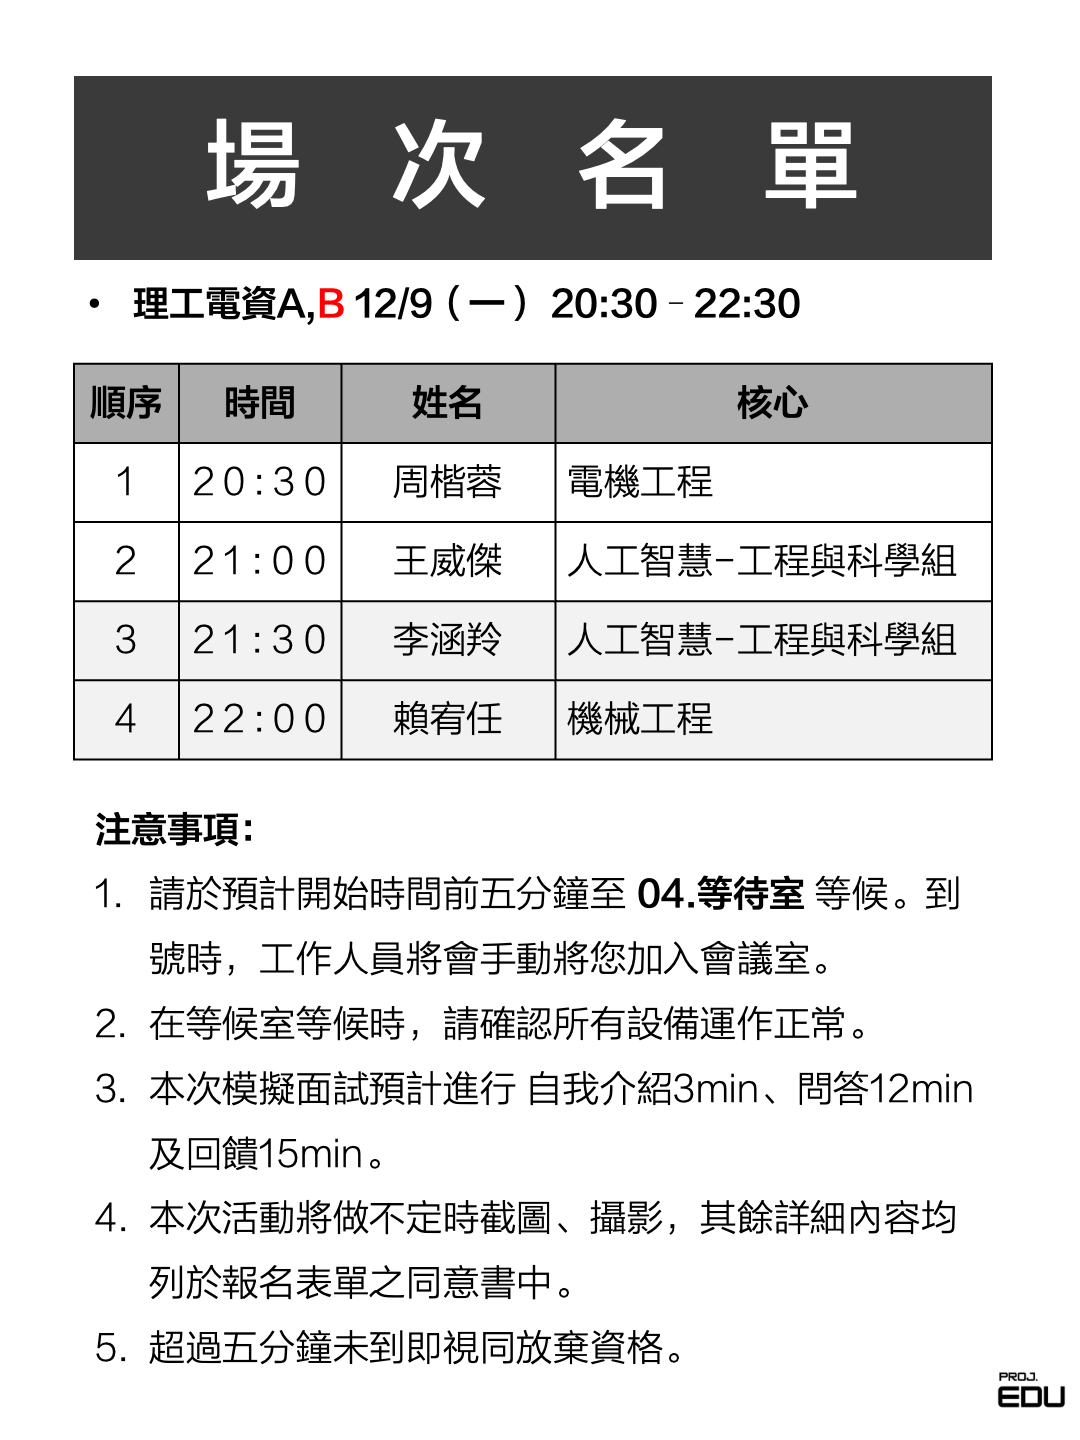 場次名單
• 理工電資A,B 12/9（一） 20:30 – 22:30
順序 時間 姓名 核心
1 20:30 周楷蓉 電機工程
2 21:00 王威傑 人工智慧-工程與科學組
3 21:30 李涵羚 人工智慧-工程與科學組
4 22:00 賴宥任 機械工程
注意事項：
1. 請於預計開始時間前五分鐘至 04.等待室 等候。到
號時，工作人員將會手動將您加入會議室。
2. 在等候室等候時，請確認所有設備運作正常。
3. 本次模擬面試預計進行 自我介紹3min、問答12min
及回饋15min。
4. 本次活動將做不定時截圖、攝影，其餘詳細內容均
列於報名表單之同意書中。
5. 超過五分鐘未到即視同放棄資格。
PROJ.
EDU